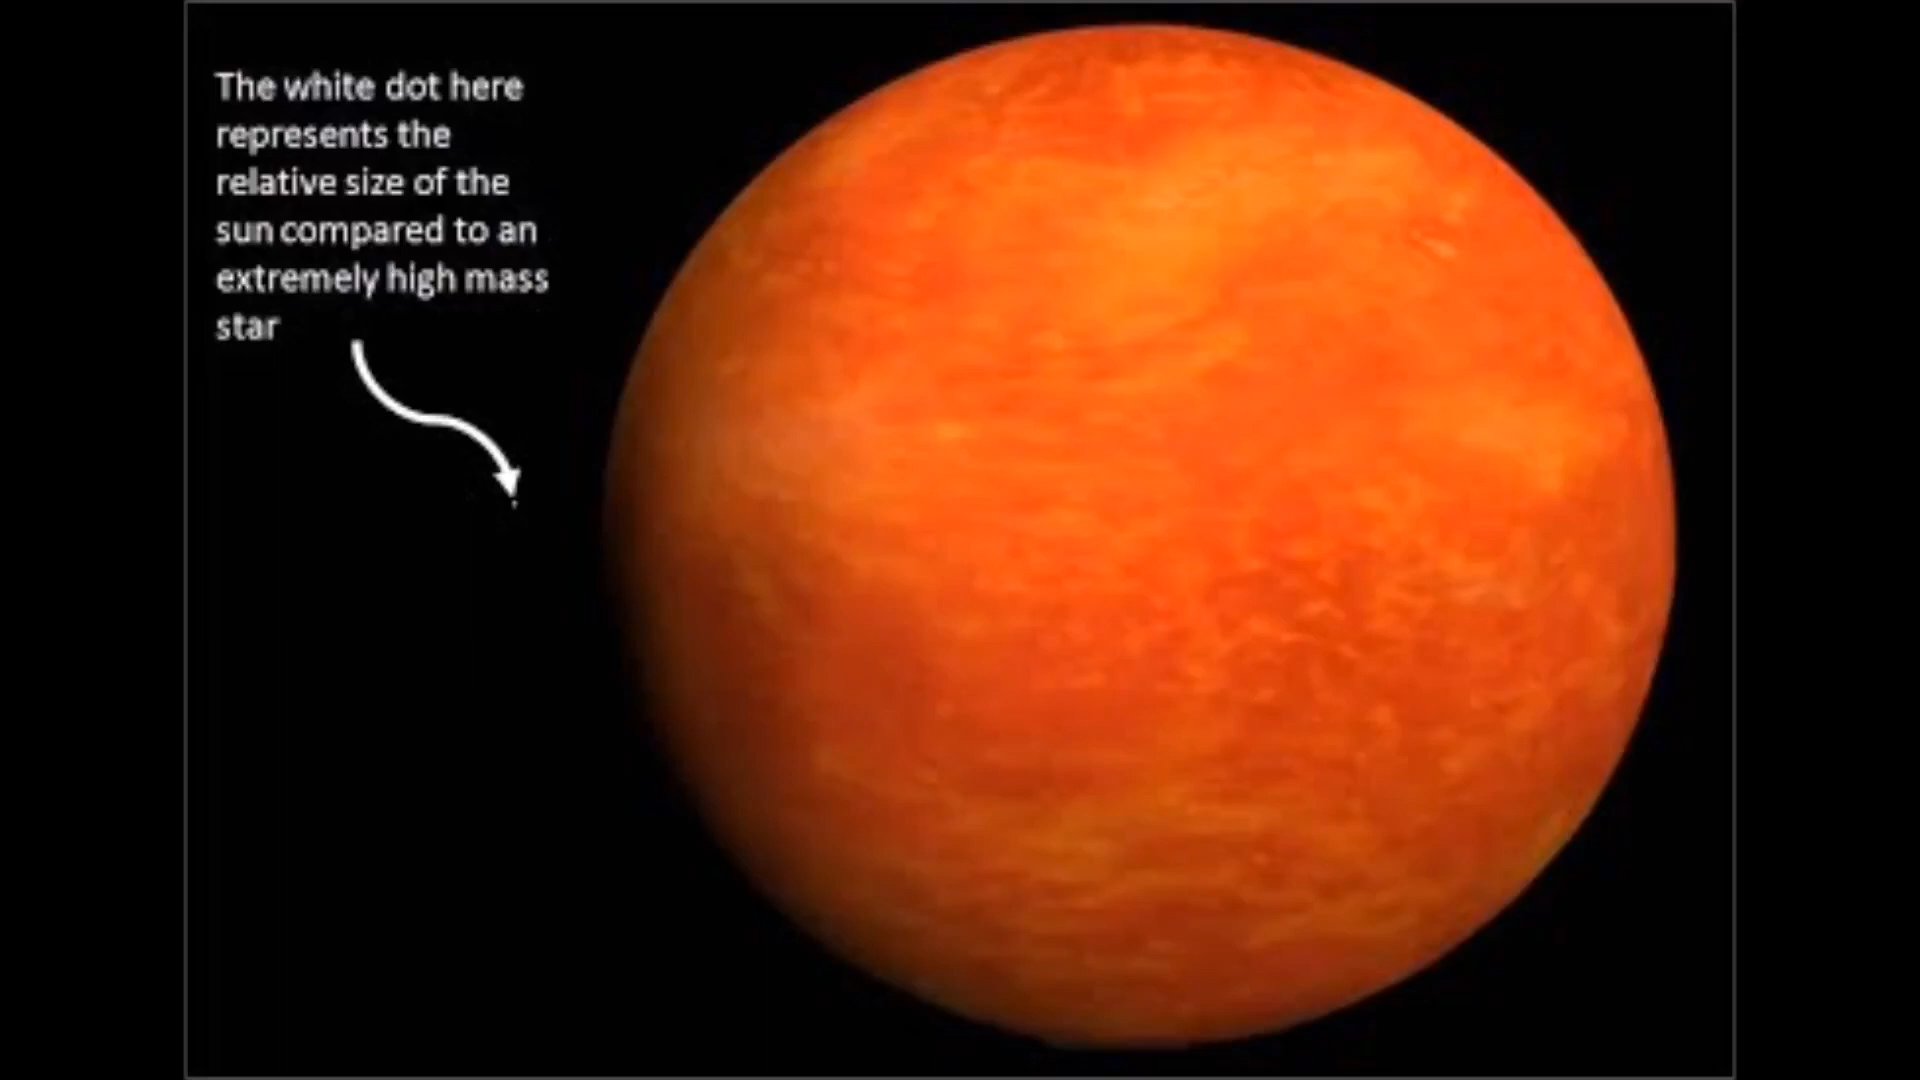 The white dot here
represents the
relative size of the
sun compared to an
extremely high mass
star